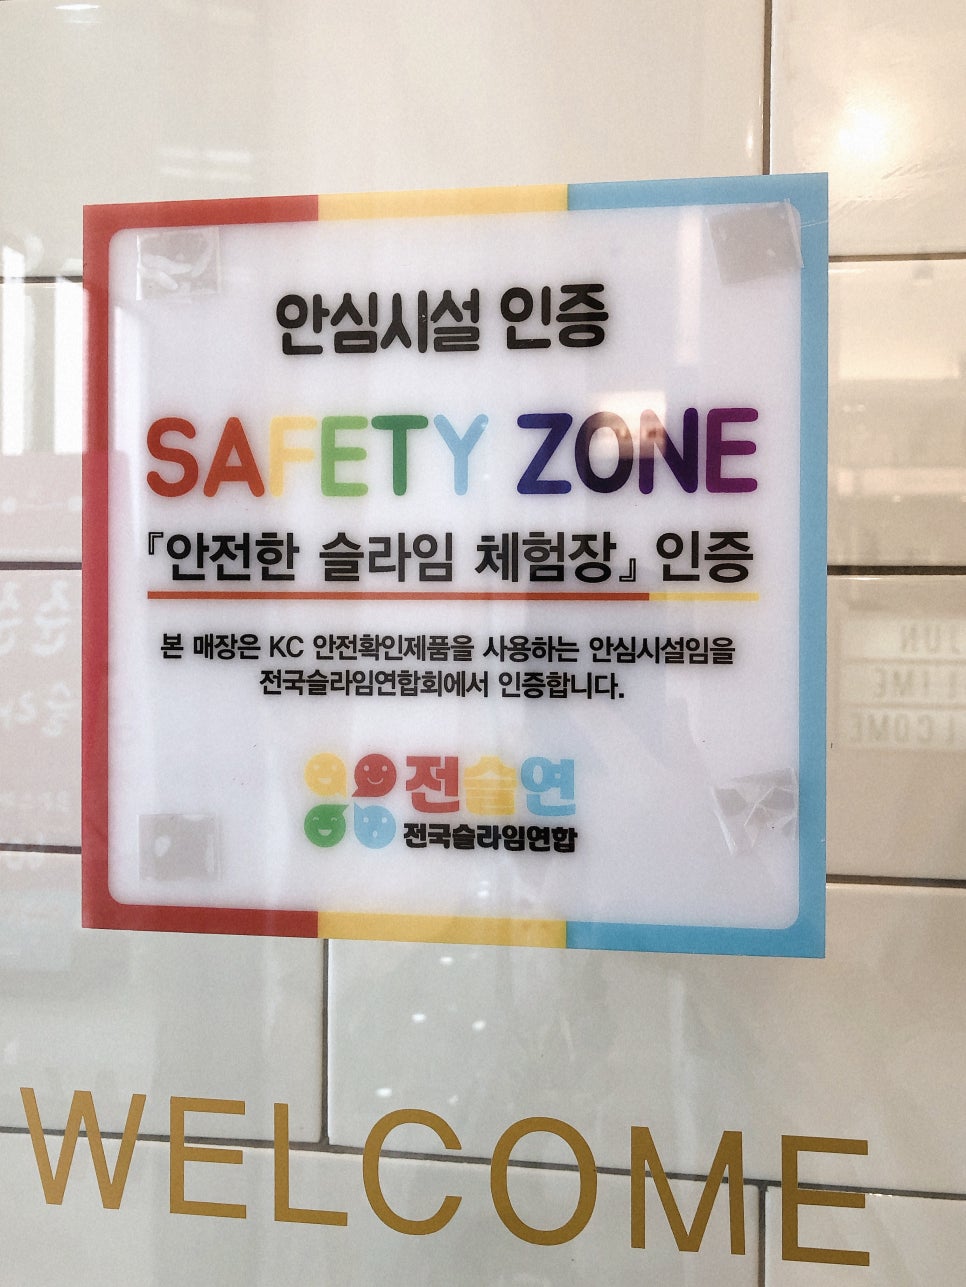 안심시설 인증
SAFETY ZONE
『안전한 슬라임 체험장』 인증
본 매장은 KC 안전확인제품을 사용하는 안심시설임을
전국슬라임연합회에서 인증합니다.
전슬연
전국슬라임연합
WELCOME
JUN